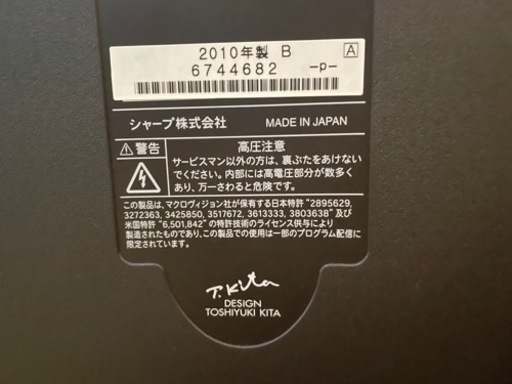 2010年製 B A
6744682 -p-
シャープ株式会社 MADE IN JAPAN
⚠警告 高圧注意
サービスマン以外の方は、裏ぶたをあけない
でください。内部には高電圧部分が数多く
あり、万一さわると危険です。
この製品は、マクロヴィジョン社が保有する日本特許 "2895629,
3272363, 3425850, 3517672, 3613333, 3803638" 及び
米国特許 "6,501,842" の特許技術のライセンス供与により
製造されたものであり、この使用は一部のプログラム配信に
限定されています。
T.Kita
DESIGN
TOSHIYUKI KITA